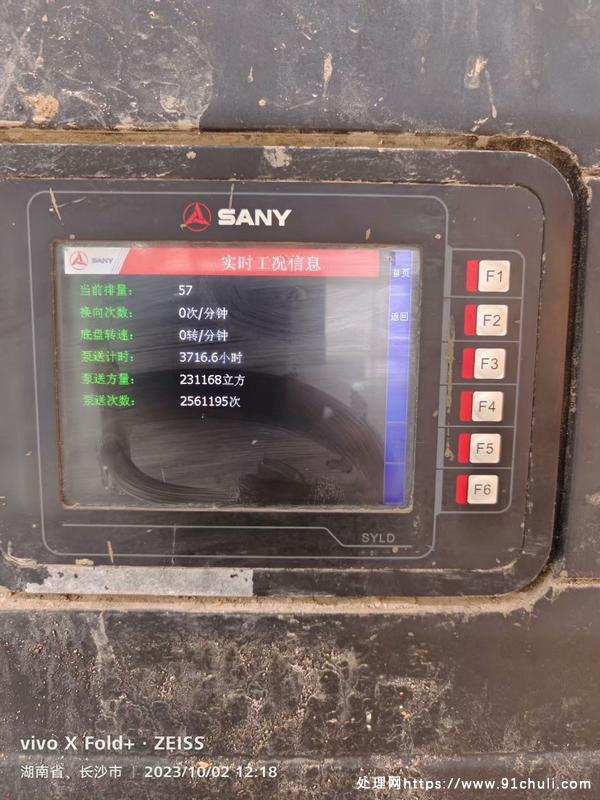 SANY
SANY 实时工况信息 首页
当前排量： 57
换向次数： 0次/分钟 返回
底盘转速： 0转/分钟
泵送计时： 3716.6小时
泵送方量： 231168立方
泵送次数： 2561195次
F1
F2
F3
F4
F5
F6
SYLD
vivo X Fold+ · ZEISS
湖南省、长沙市 | 2023/10/02 12:18
处理网https://www.91chuli.com